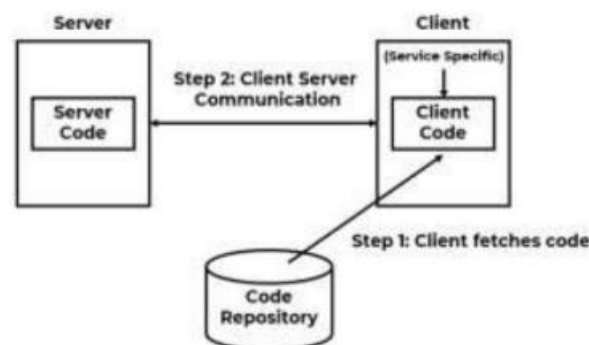 Server
Client
(Service Specific)
Step 2: Client Server
Communication
Server
Code
Client
Code
Step 1: Client fetches code
Code
Repository